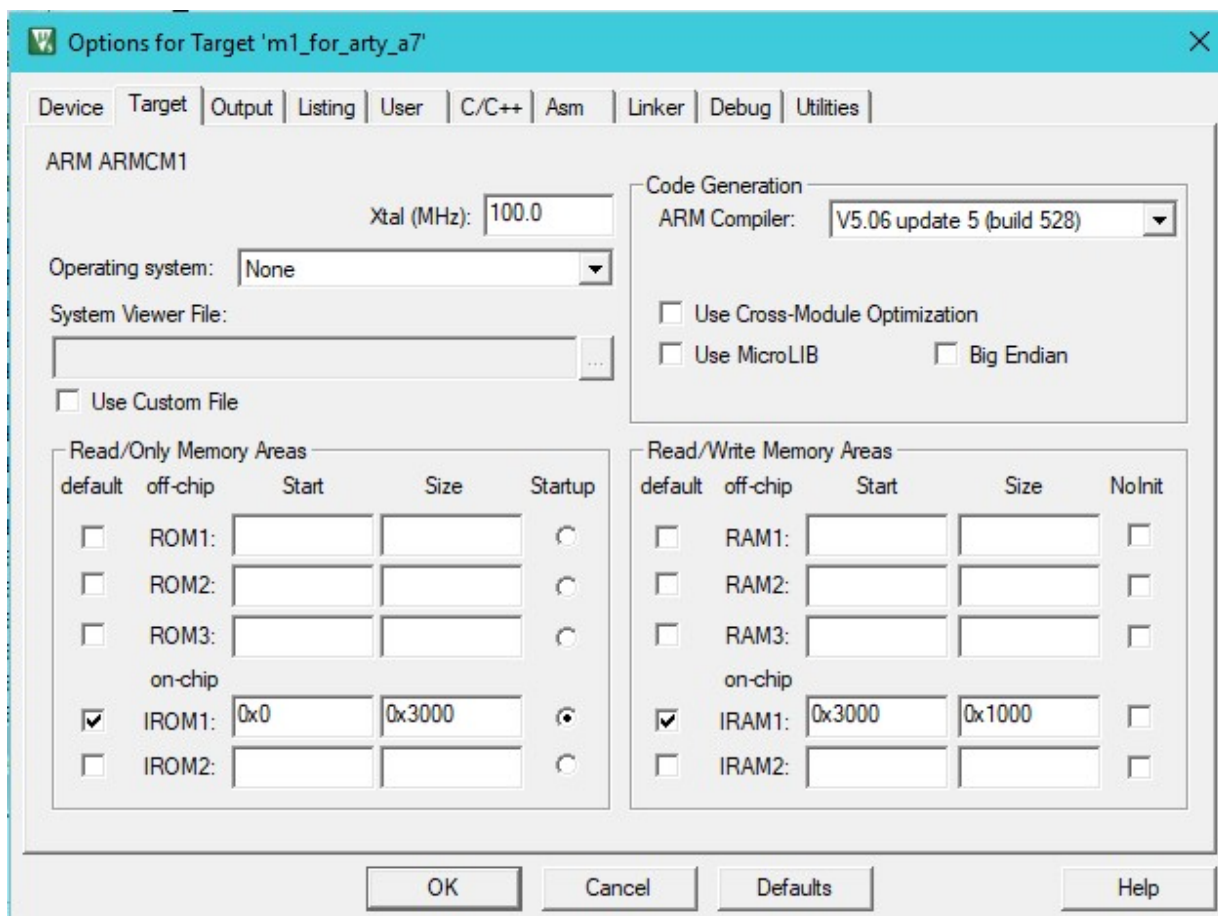 Options for Target 'm1_for_arty_a7'
Device Target Output Listing User C/C++ Asm Linker Debug Utilities
ARM ARMCM1
Xtal (MHz): 100.0
Operating system: None
System Viewer File:
...
Use Custom File
Code Generation
ARM Compiler: V5.06 update 5 (build 528)
Use Cross-Module Optimization
Use MicroLIB Big Endian
Read/Only Memory Areas
default off-chip Start Size Startup
ROM1:
ROM2:
ROM3:
on-chip
IROM1: 0x0 0x3000
IROM2:
Read/Write Memory Areas
default off-chip Start Size NoInit
RAM1:
RAM2:
RAM3:
on-chip
IRAM1: 0x3000 0x1000
IRAM2:
OK Cancel Defaults Help